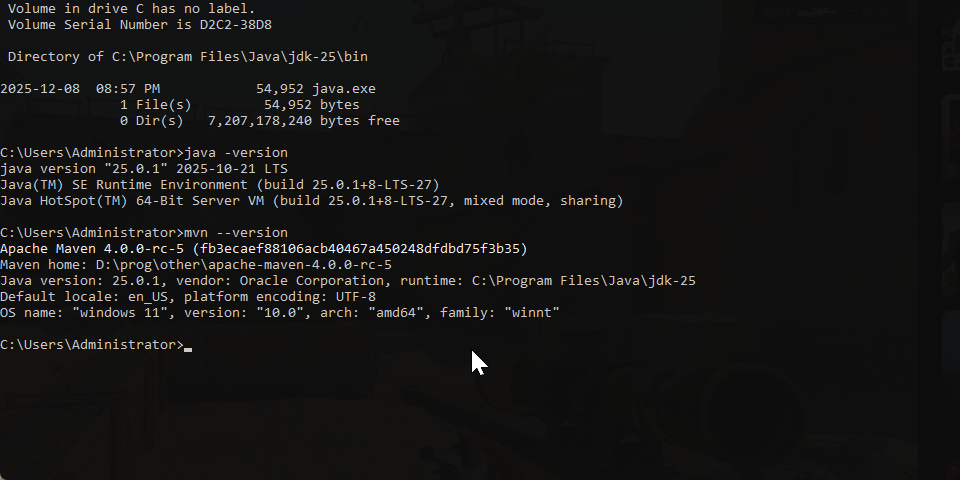 Volume in drive C has no label.
Volume Serial Number is D2C2-38D8
Directory of C:\Program Files\Java\jdk-25\bin
2025-12-08  08:57 PM            54,952 java.exe
1 File(s)         54,952 bytes
0 Dir(s)   7,207,178,240 bytes free
C:\Users\Administrator>java -version
java version "25.0.1" 2025-10-21 LTS
Java(TM) SE Runtime Environment (build 25.0.1+8-LTS-27)
Java HotSpot(TM) 64-Bit Server VM (build 25.0.1+8-LTS-27, mixed mode, sharing)
C:\Users\Administrator>mvn --version
Apache Maven 4.0.0-rc-5 (fb3ecaef88106acb40467a450248dfdbd75f3b35)
Maven home: D:\prog\other\apache-maven-4.0.0-rc-5
Java version: 25.0.1, vendor: Oracle Corporation, runtime: C:\Program Files\Java\jdk-25
Default locale: en_US, platform encoding: UTF-8
OS name: "windows 11", version: "10.0", arch: "amd64", family: "winnt"
C:\Users\Administrator>